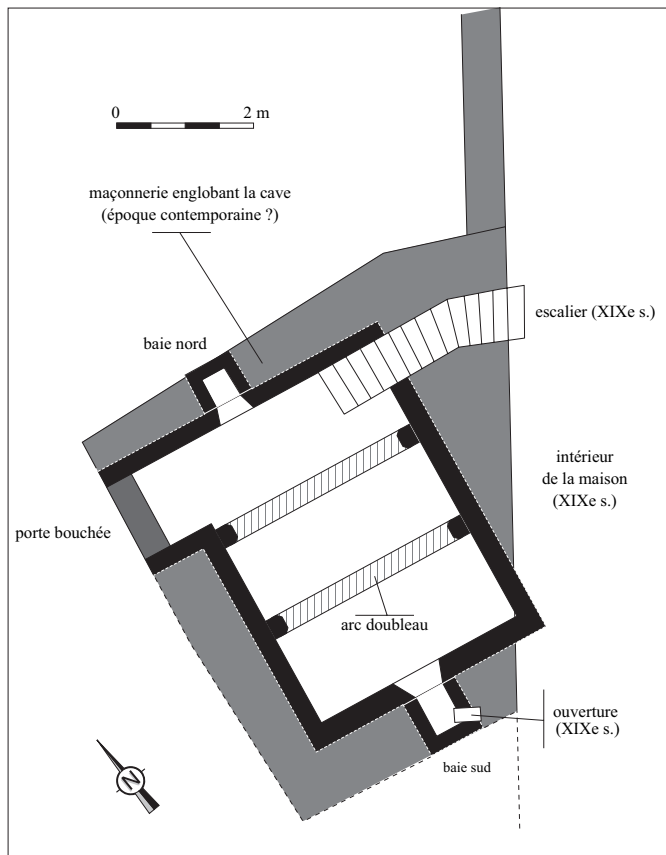 0 2 m
maçonnerie englobant la cave
(époque contemporaine ?)
escalier (XIXe s.)
baie nord
intérieur
de la maison
(XIXe s.)
porte bouchée
arc doubleau
ouverture
(XIXe s.)
baie sud
N